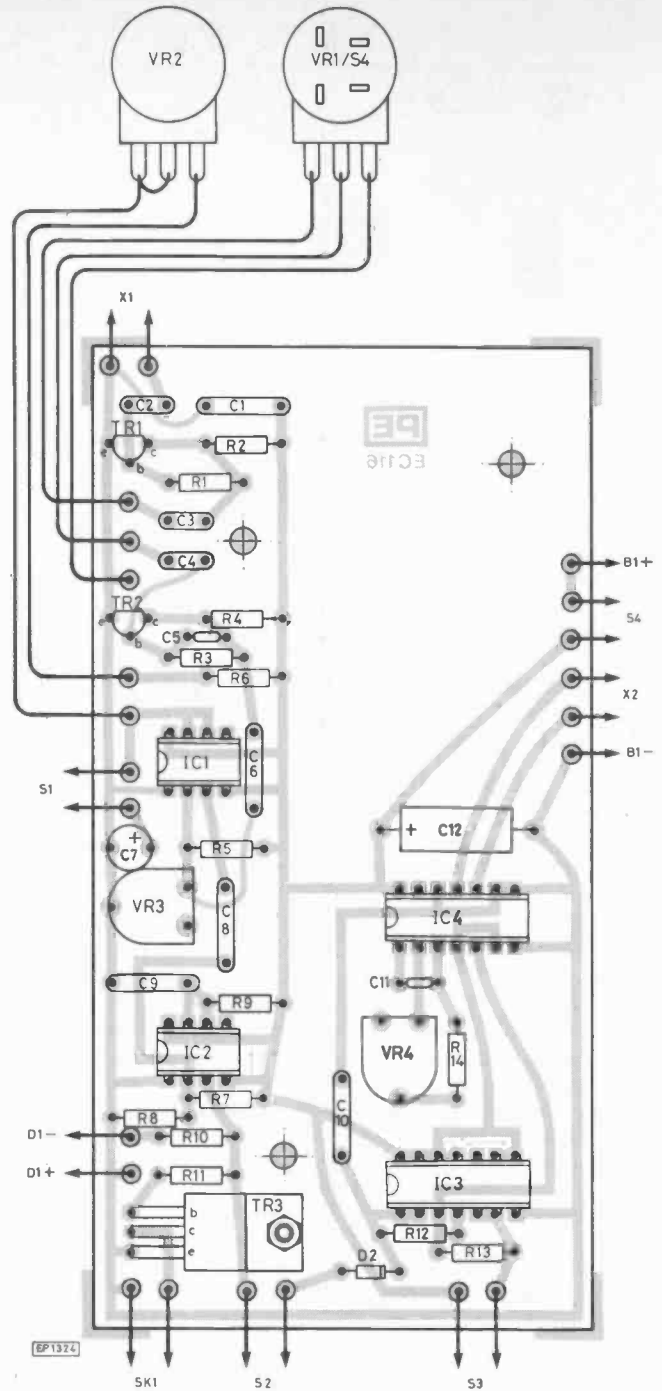 VR2
VR1/S4
X1
C2
C1
TR1
e
c
b
R2
R1
C3
C4
PE
EC116
B1+
S4
TR2
e
c
b
R4
C5
R3
R6
X2
B1-
IC1
C6
S1
+
C7
R5
+ C12
VR3
C8
IC4
C9
C11
R9
IC2
VR4
R14
R7
C10
R8
D1-
R10
D1+
R11
IC3
TR3
b
c
e
R12
R13
D2
EP1324
SK1
S2
S3